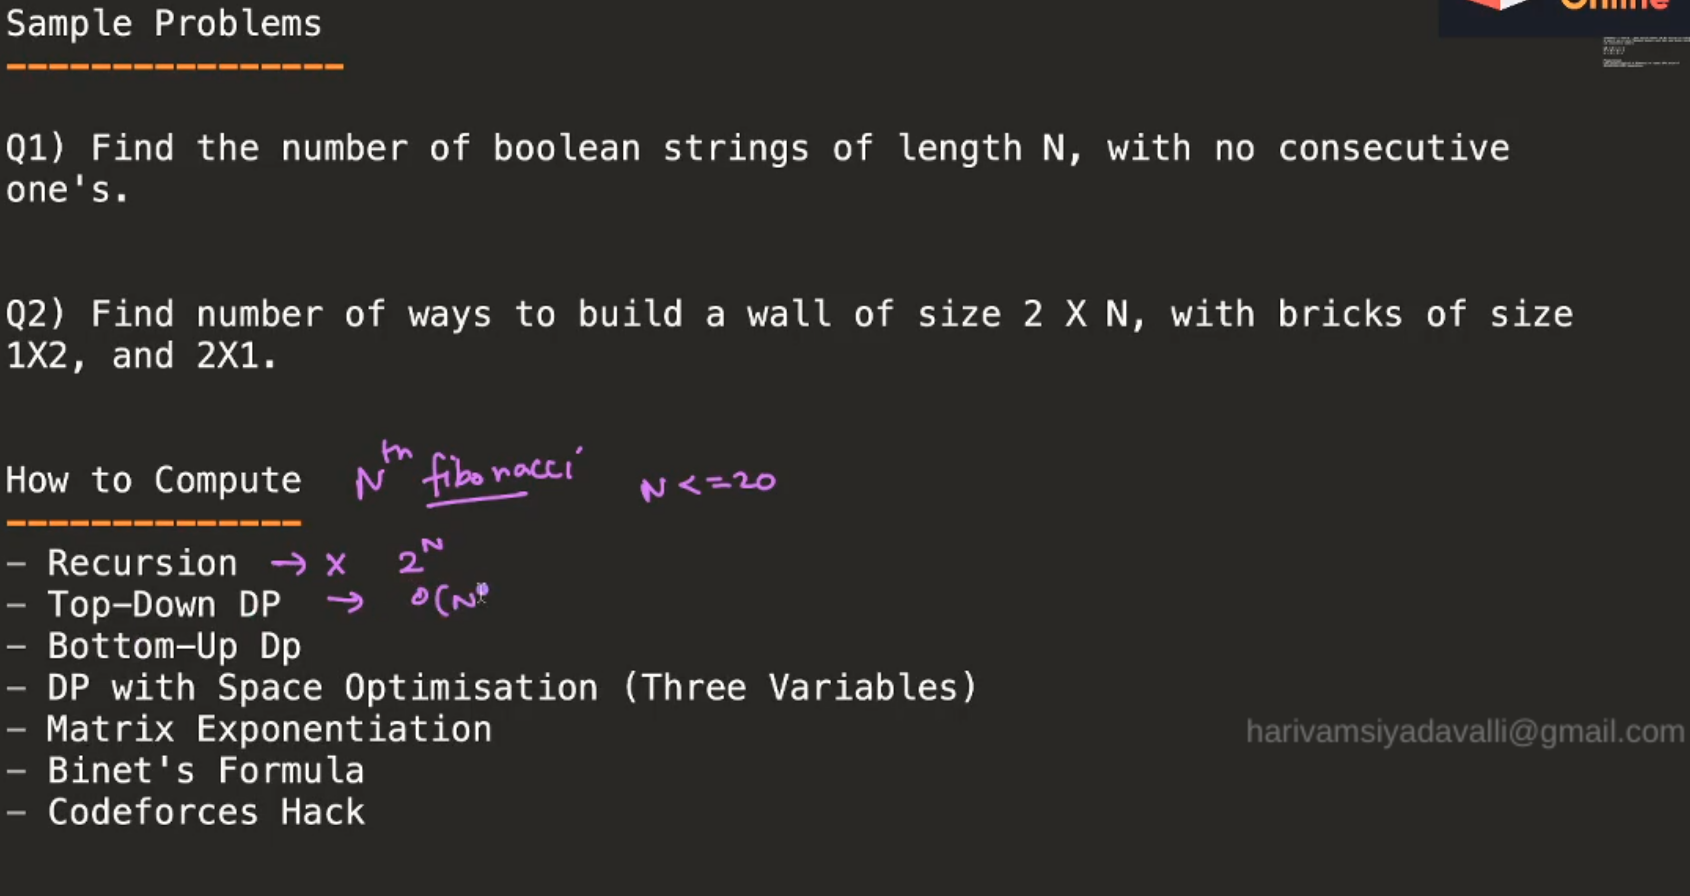 Online
Sample Problems
----------------
Q1) Find the number of boolean strings of length N, with no consecutive
one's.
Q2) Find number of ways to build a wall of size 2 X N, with bricks of size
1X2, and 2X1.
How to Compute Nth fibonacci N <= 20
--------------
- Recursion → x 2^N
- Top-Down DP → O(N
- Bottom-Up Dp
- DP with Space Optimisation (Three Variables)
- Matrix Exponentiation
harivamsiyadavalli@gmail.com
- Binet's Formula
- Codeforces Hack